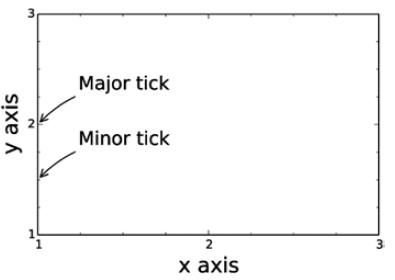 3
Major tick
2
Minor tick
y axis
1
1 2 3
x axis